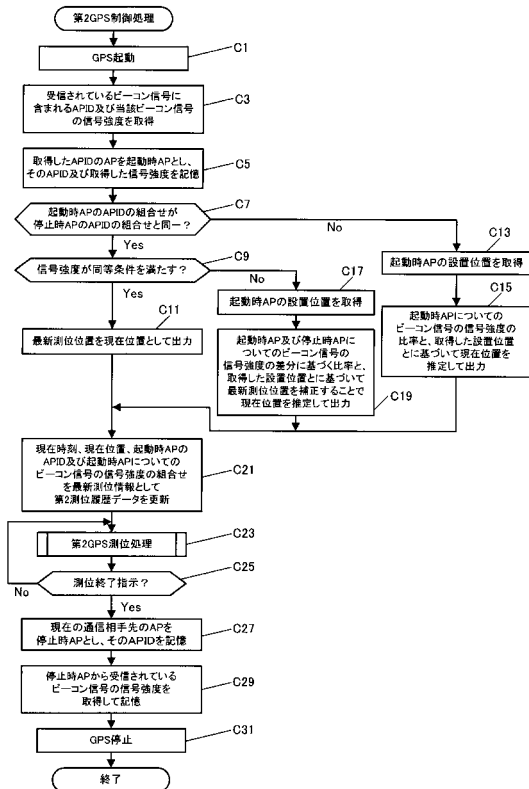 第2GPS制御処理
C1
GPS起動
C3
受信されているビーコン信号に
含まれるAPID及び当該ビーコン信号
の信号強度を取得
C5
取得したAPIDのAPを起動時APとし、
そのAPID及び取得した信号強度を記憶
C7
起動時APのAPIDの組合せが
停止時APのAPIDの組合せと同一？
No
Yes
C9
信号強度が同等条件を満たす？
No
Yes
C13
起動時APの設置位置を取得
C15
起動時APについての
ビーコン信号の信号強度の
比率と、取得した設置位置
とに基づいて現在位置を
推定して出力
C17
起動時APの設置位置を取得
C11
最新測位位置を現在位置として出力
起動時AP及び停止時APに
ついてのビーコン信号の
信号強度の差分に基づく比率と、
取得した設置位置とに基づいて
最新測位位置を補正することで
現在位置を推定して出力
C19
現在時刻、現在位置、起動時APの
APID及び起動時APについての
ビーコン信号の信号強度の組合せ
を最新測位情報として
第2測位履歴データを更新
C21
C23
第2GPS測位処理
C25
測位終了指示？
No
Yes
現在の通信相手先のAPを
停止時APとし、そのAPIDを記憶
C27
停止時APから受信されている
ビーコン信号の信号強度を
取得して記憶
C29
C31
GPS停止
終了